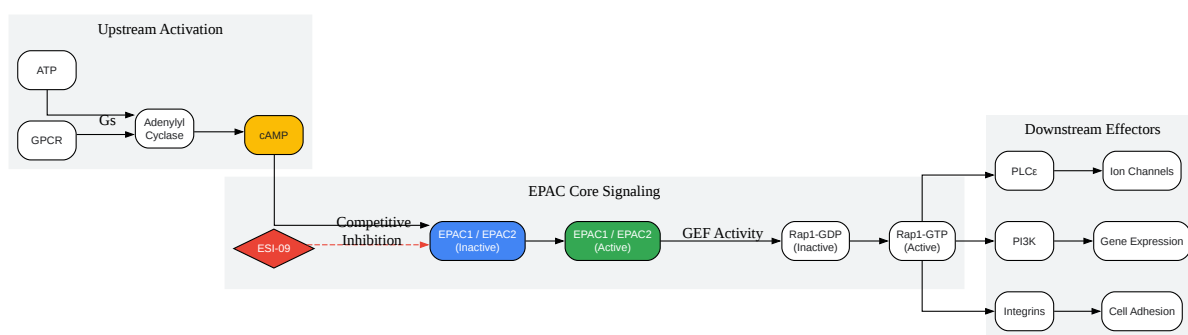 Upstream Activation
ATP
Gs
GPCR
Adenylyl
Cyclase
cAMP
EPAC Core Signaling
Competitive
Inhibition
ESI-09
EPAC1 / EPAC2
(Inactive)
EPAC1 / EPAC2
(Active)
GEF Activity
Rap1-GDP
(Inactive)
Rap1-GTP
(Active)
Downstream Effectors
PLCε
Ion Channels
PI3K
Gene Expression
Integrins
Cell Adhesion